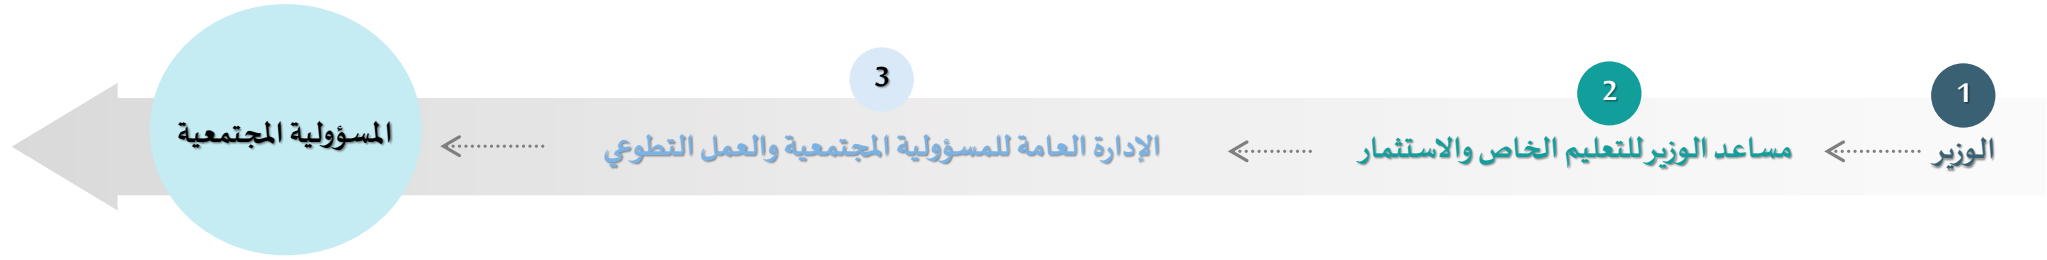 1
الوزير
2
مساعد الوزير للتعليم الخاص والاستثمار
3
الإدارة العامة للمسؤولية المجتمعية والعمل التطوعي
المسؤولية المجتمعية